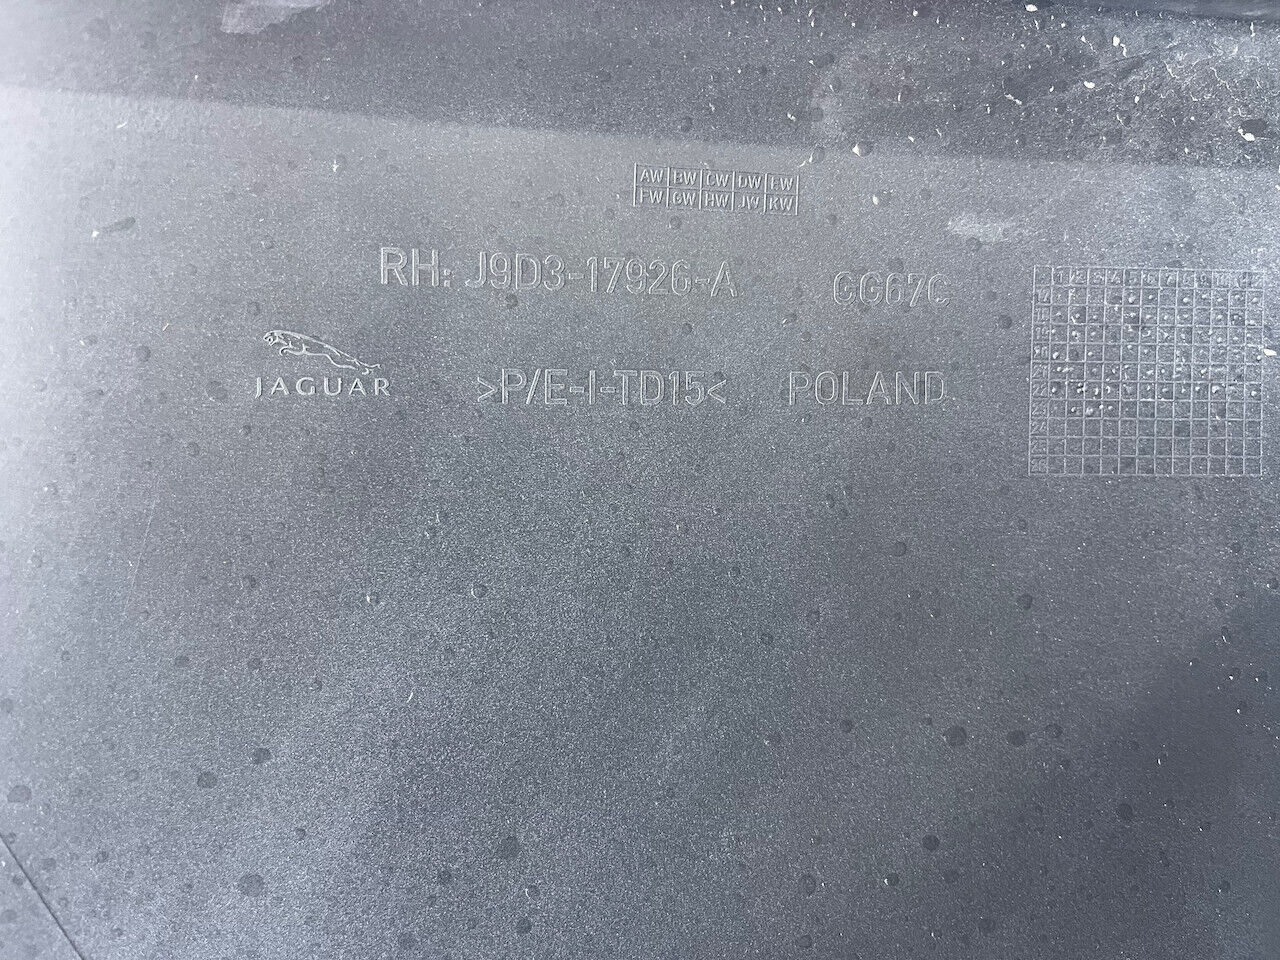 AW BW CW DW EW
FW GW HW JW KW
RH: J9D3-17926-A GG67C
JAGUAR >P/E-I-TD15< POLAND